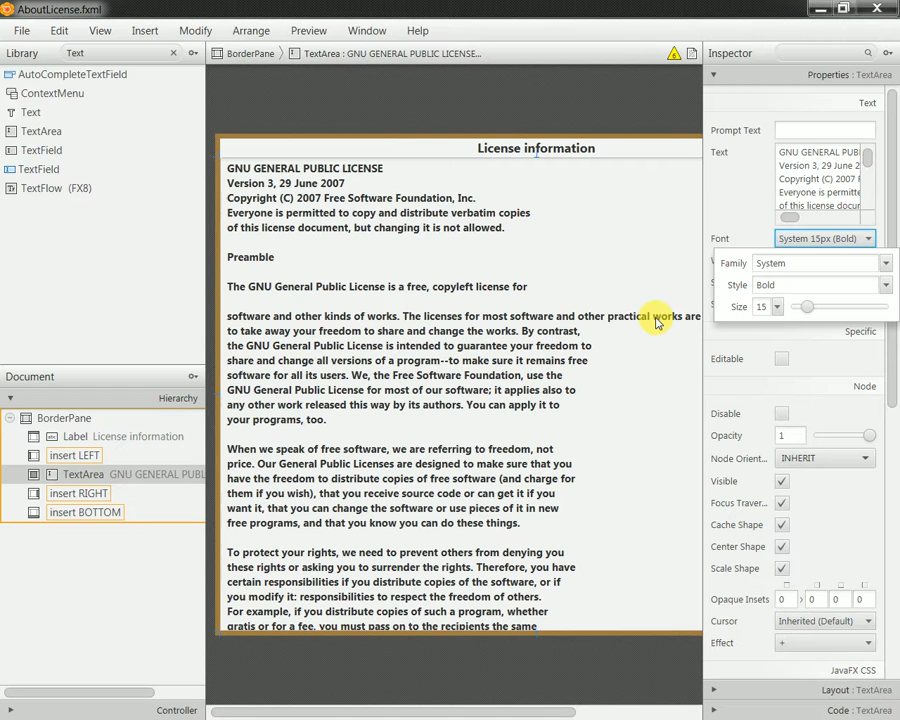 AboutLicense.fxml
File Edit View Insert Modify Arrange Preview Window Help
Library Text
BorderPane TextArea : GNU GENERAL PUBLIC LICENSE...
6
Inspector
AutoCompleteTextField
ContextMenu
Text
TextArea
TextField
TextField
TextFlow (FX8)
Document
Hierarchy
BorderPane
abc Label License information
insert LEFT
TextArea GNU GENERAL PUBL
insert RIGHT
insert BOTTOM
Controller
License information
GNU GENERAL PUBLIC LICENSE
Version 3, 29 June 2007
Copyright (C) 2007 Free Software Foundation, Inc.
Everyone is permitted to copy and distribute verbatim copies
of this license document, but changing it is not allowed.
Preamble
The GNU General Public License is a free, copyleft license for
software and other kinds of works. The licenses for most software and other practical works are
to take away your freedom to share and change the works. By contrast,
the GNU General Public License is intended to guarantee your freedom to
share and change all versions of a program--to make sure it remains free
software for all its users. We, the Free Software Foundation, use the
GNU General Public License for most of our software; it applies also to
any other work released this way by its authors. You can apply it to
your programs, too.
When we speak of free software, we are referring to freedom, not
price. Our General Public Licenses are designed to make sure that you
have the freedom to distribute copies of free software (and charge for
them if you wish), that you receive source code or can get it if you
want it, that you can change the software or use pieces of it in new
free programs, and that you know you can do these things.
To protect your rights, we need to prevent others from denying you
these rights or asking you to surrender the rights. Therefore, you have
certain responsibilities if you distribute copies of the software, or if
you modify it: responsibilities to respect the freedom of others.
For example, if you distribute copies of such a program, whether
gratis or for a fee, you must pass on to the recipients the same
Properties : TextArea
Text
Prompt Text
Text GNU GENERAL PUB
Version 3, 29 June 2
Copyright (C) 2007 F
Everyone is permitte
of this license docur
Font System 15px (Bold)
Family System
Style Bold
Size 15
Specific
Editable
Node
Disable
Opacity 1
Node Orient... INHERIT
Visible
Focus Traver...
Cache Shape
Center Shape
Scale Shape
Opaque Insets 0 0 0 0
Cursor Inherited (Default)
Effect +
JavaFX CSS
Layout : TextArea
Code : TextArea